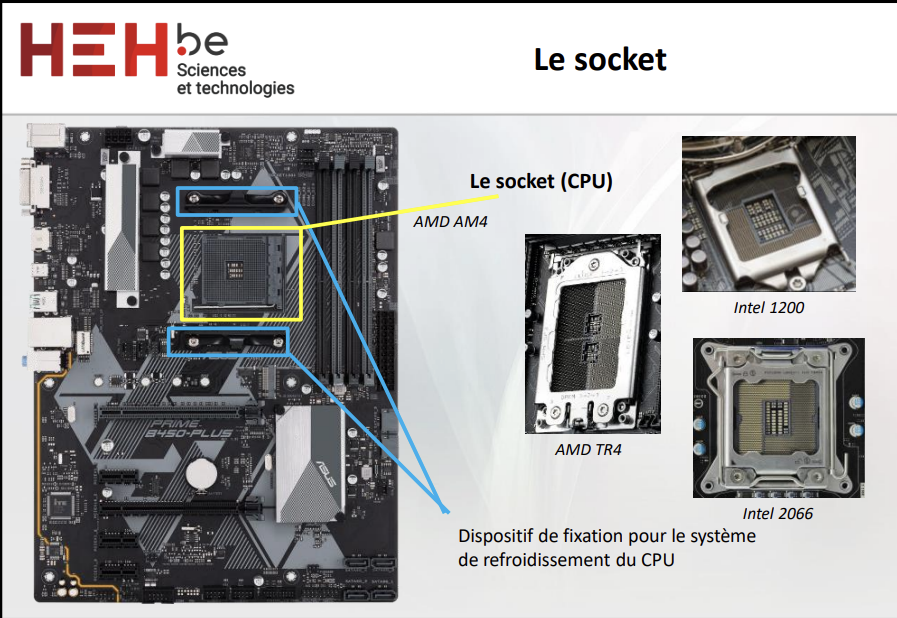 HEH.be
Sciences
et technologies
Le socket
Le socket (CPU)
AMD AM4
Intel 1200
AMD TR4
Intel 2066
PRIME
B450-PLUS
ASUS
Dispositif de fixation pour le système
de refroidissement du CPU